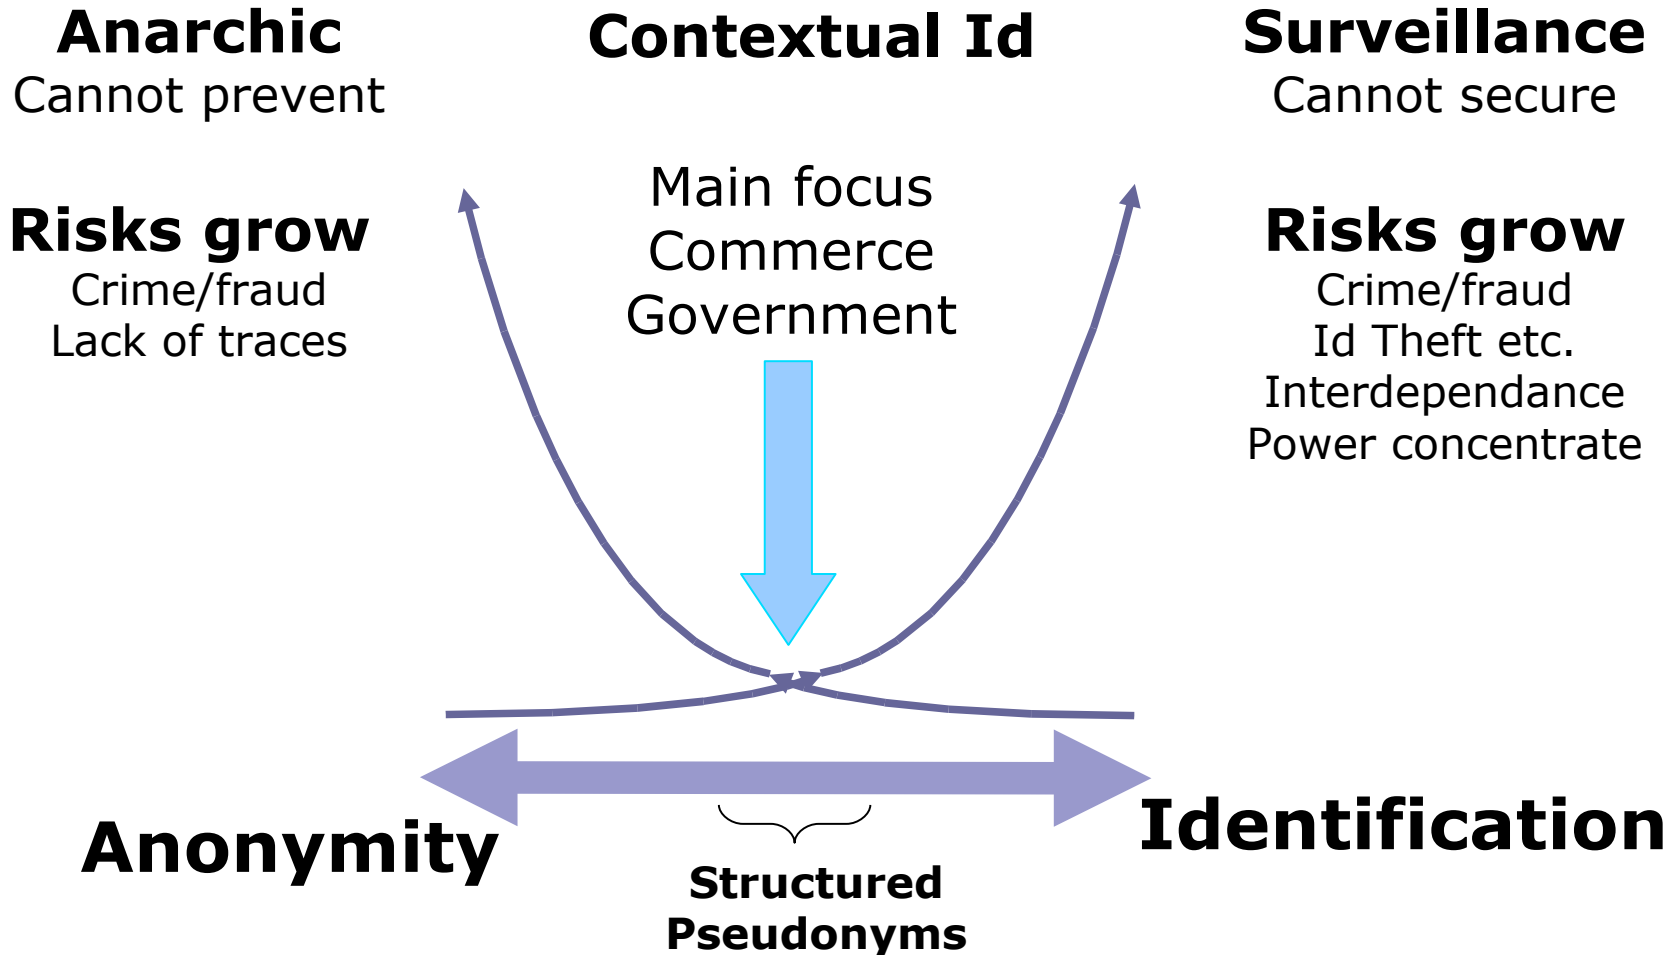 Anarchic
Cannot prevent
Risks grow
Crime/fraud
Lack of traces
Contextual Id
Main focus
Commerce
Government
Surveillance
Cannot secure
Risks grow
Crime/fraud
Id Theft etc.
Interdependance
Power concentrate
Anonymity
Structured
Pseudonyms
Identification